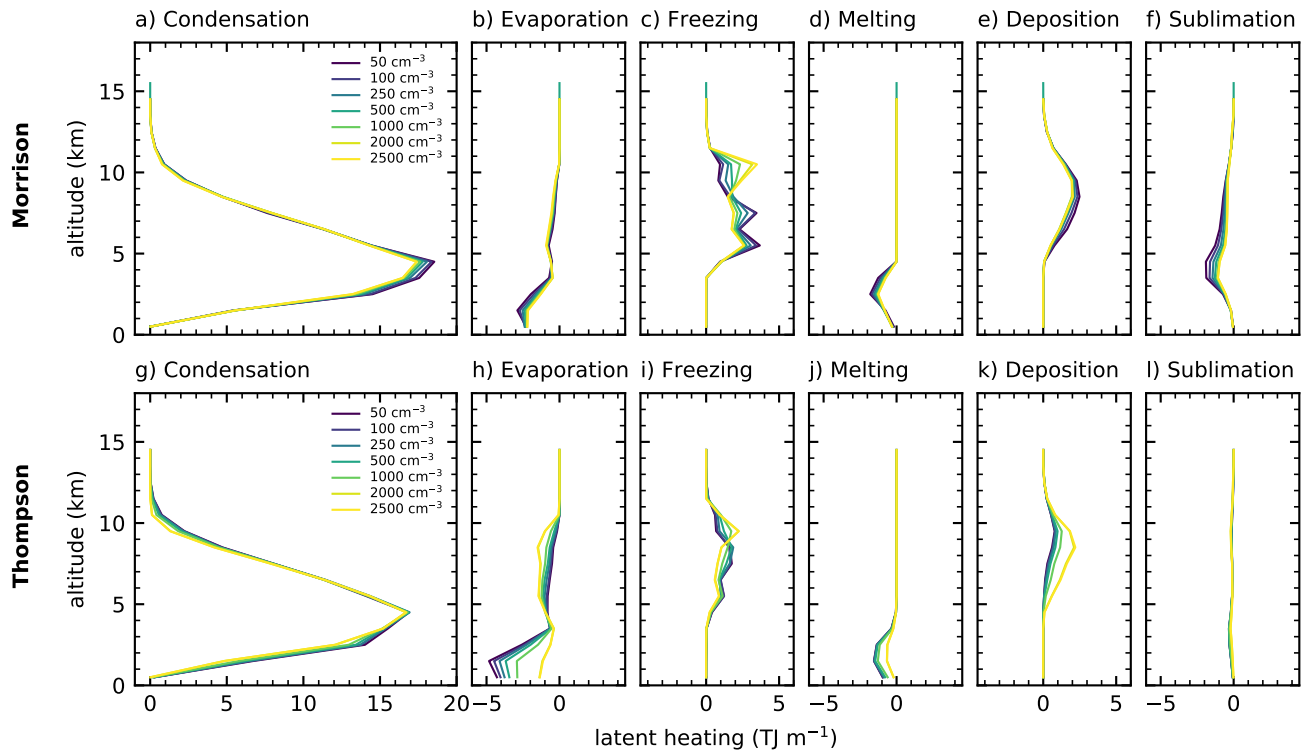 a) Condensation b) Evaporation c) Freezing d) Melting e) Deposition f) Sublimation
50 cm⁻³
100 cm⁻³
250 cm⁻³
500 cm⁻³
1000 cm⁻³
2000 cm⁻³
2500 cm⁻³
15
10
5
0
altitude (km)
Morrison
g) Condensation h) Evaporation i) Freezing j) Melting k) Deposition l) Sublimation
50 cm⁻³
100 cm⁻³
250 cm⁻³
500 cm⁻³
1000 cm⁻³
2000 cm⁻³
2500 cm⁻³
15
10
5
0
altitude (km)
Thompson
0 5 10 15 20 −5 0 0 5 −5 0 0 5 −5 0
latent heating (TJ m⁻¹)